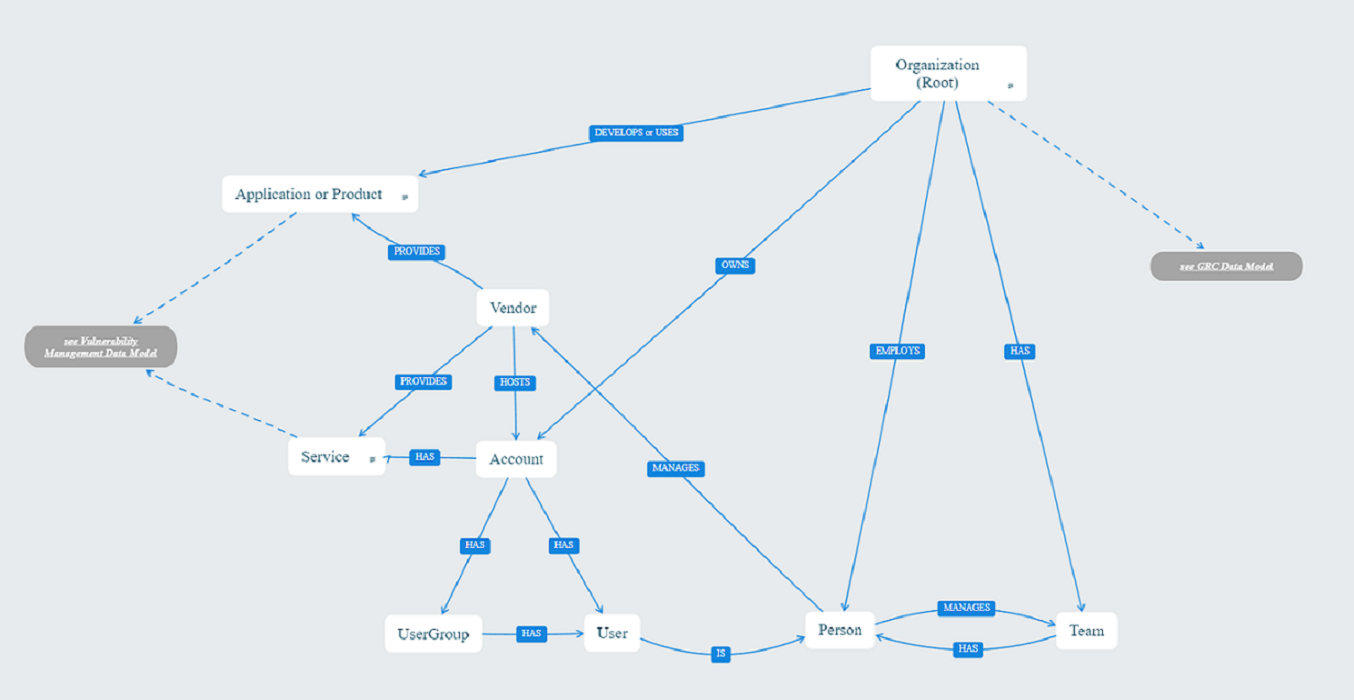 Organization
(Root)
DEVELOPS or USES
Application or Product
PROVIDES
OWNS
see GRC Data Model
Vendor
see Vulnerability
Management Data Model
EMPLOYS
HAS
PROVIDES
HOSTS
Service
HAS
Account
MANAGES
HAS
HAS
MANAGES
UserGroup
HAS
User
Person
Team
IS
HAS